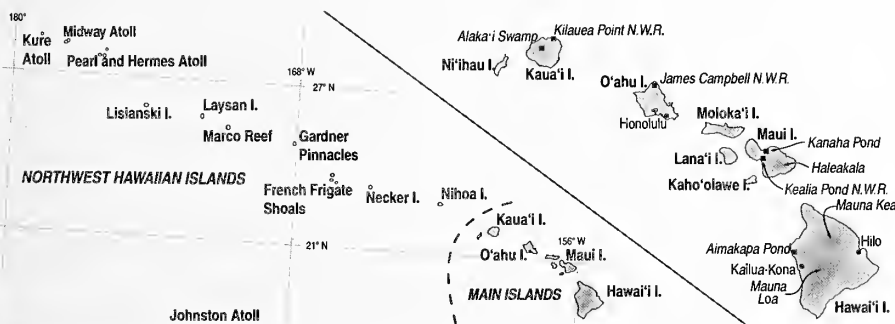 180°
Kure
Atoll
Midway Atoll
Pearl and Hermes Atoll
168° W
27°
Lisianski I.
Laysan I.
Marco Reef
Gardner
Pinnacles
NORTHWEST HAWAIIAN ISLANDS
French Frigate
Shoals
Necker I.
Nihoa I.
21° N
Kaua'i I.
O'ahu I.
156° W
Maui I.
MAIN ISLANDS
Hawai'i I.
Johnston Atoll
Alaka'i Swamp
Kilauea Point N.W.R.
Ni'ihau I.
Kaua'i I.
O'ahu I.
James Campbell N.W.R.
Honolulu
Moloka'i I.
Maui I.
Kanaha Pond
Lana'i I.
Haleakala
Kaho'olawe I.
Kealia Pond N.W.R.
Mauna Kea
Aimakapa Pond
Hilo
Kailua-Kona
Mauna
Loa
Hawai'i I.